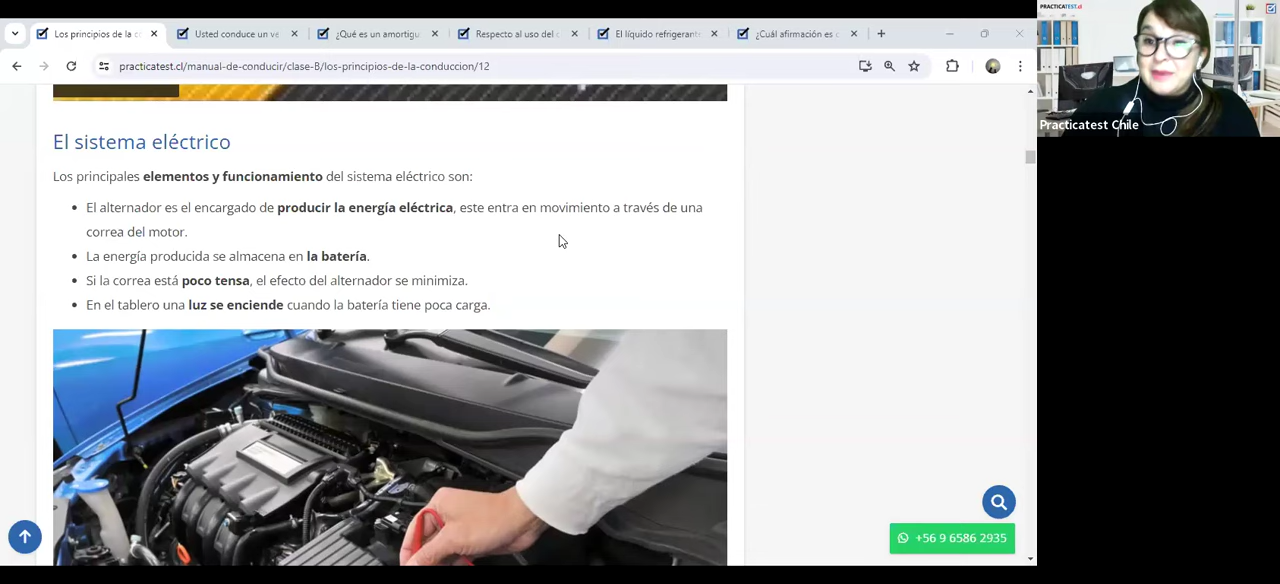 Los principios de la c
Usted conduce un ve
¿Qué es un amortigu
Respecto al uso del
El líquido refrigerant
¿Cuál afirmación es c
practicatest.cl/manual-de-conducir/clase-B/los-principios-de-la-conduccion/12
PRACTICATEST.cl
Practicatest Chile
El sistema eléctrico
Los principales elementos y funcionamiento del sistema eléctrico son:
• El alternador es el encargado de producir la energía eléctrica, este entra en movimiento a través de una
correa del motor.
• La energía producida se almacena en la batería.
• Si la correa está poco tensa, el efecto del alternador se minimiza.
• En el tablero una luz se enciende cuando la batería tiene poca carga.
+56 9 6586 2935